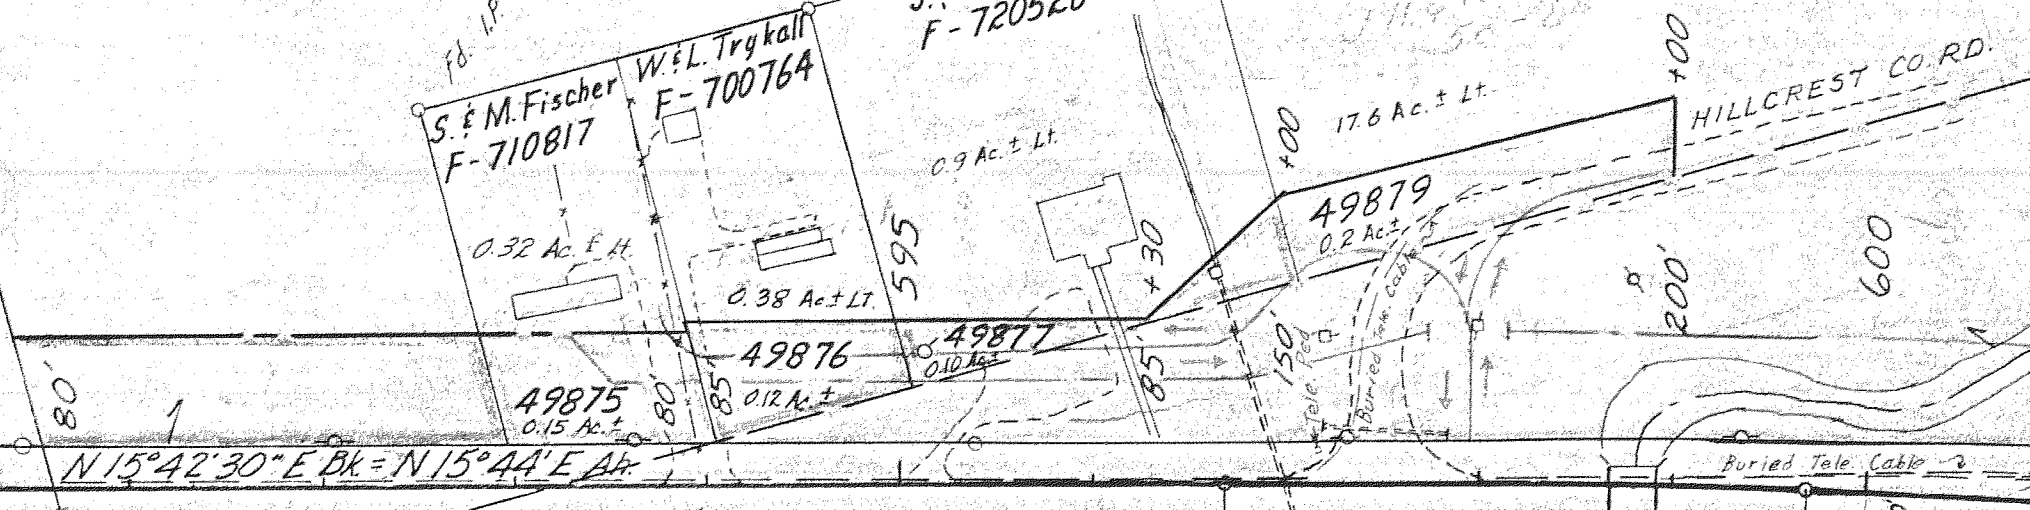 Fd. I.P.
S. & M. Fischer
F-710817
W. & L. Trykall
F-700764
F-720520
0.32 Ac. ± Lt.
0.38 Ac ± Lt.
0.9 Ac. ± Lt.
17.6 Ac. ± Lt.
595
+30
+00
+00
HILLCREST CO. RD.
49879
0.2 Ac. ±
600
200'
49876
0.12 Ac. ±
49877
0.10 Ac ±
49875
0.15 Ac. ±
80'
80'
85'
85'
150'
Tele Ped
Buried Tele Cable
N 15°42'30" E Bk. = N 15°44' E Ah.
Buried Tele Cable